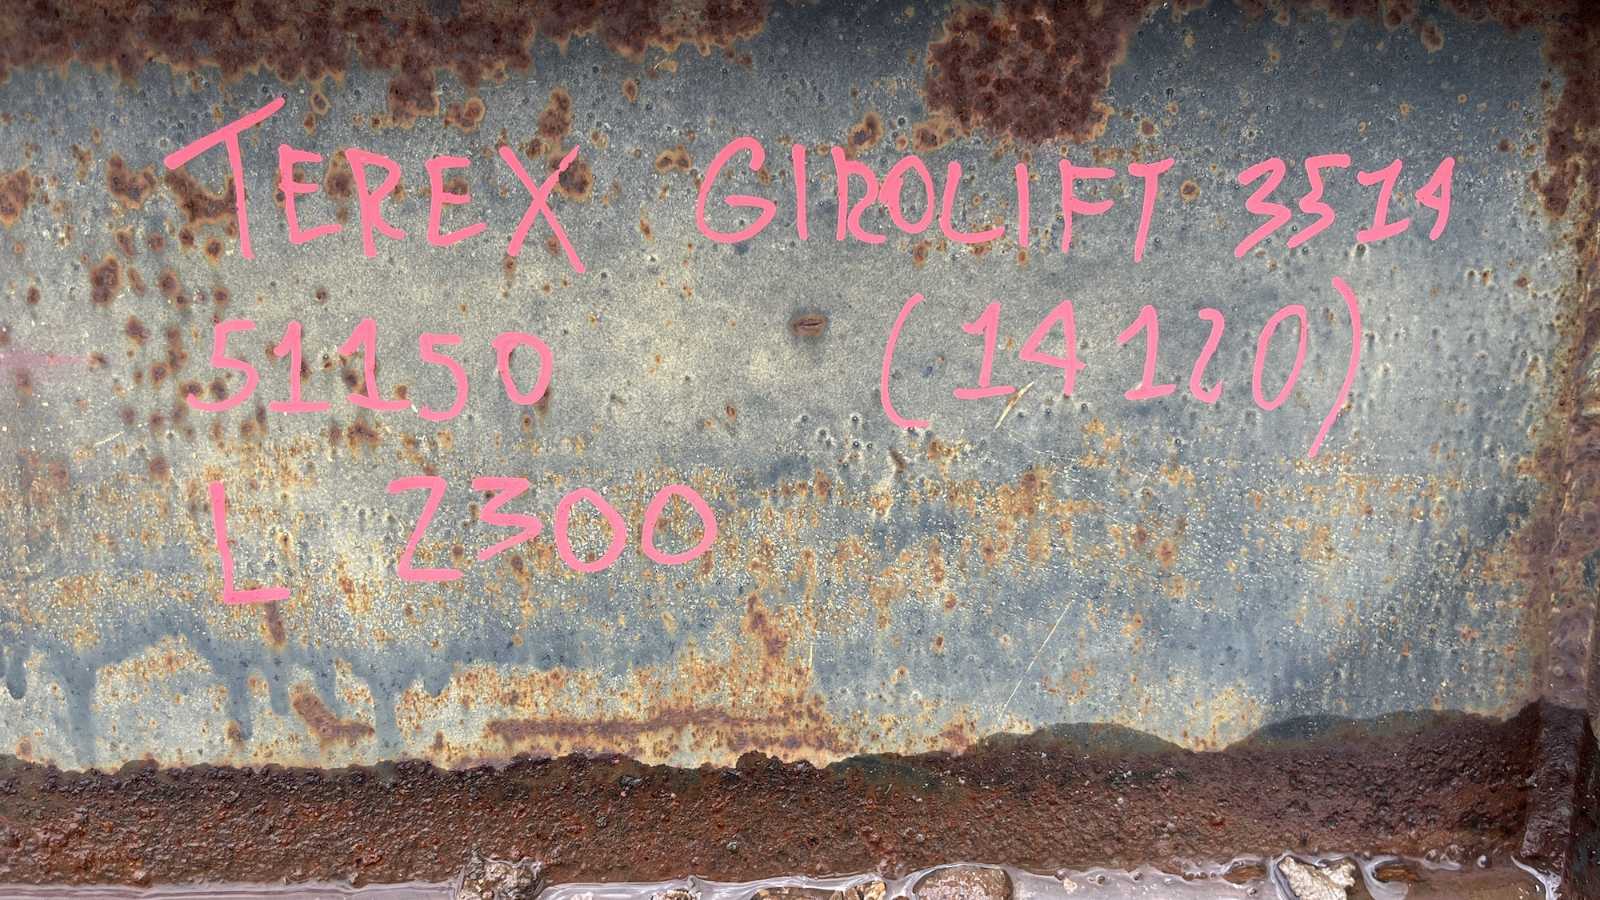 TEREX GIROLIFT 3514
51150 (14120)
L 2300